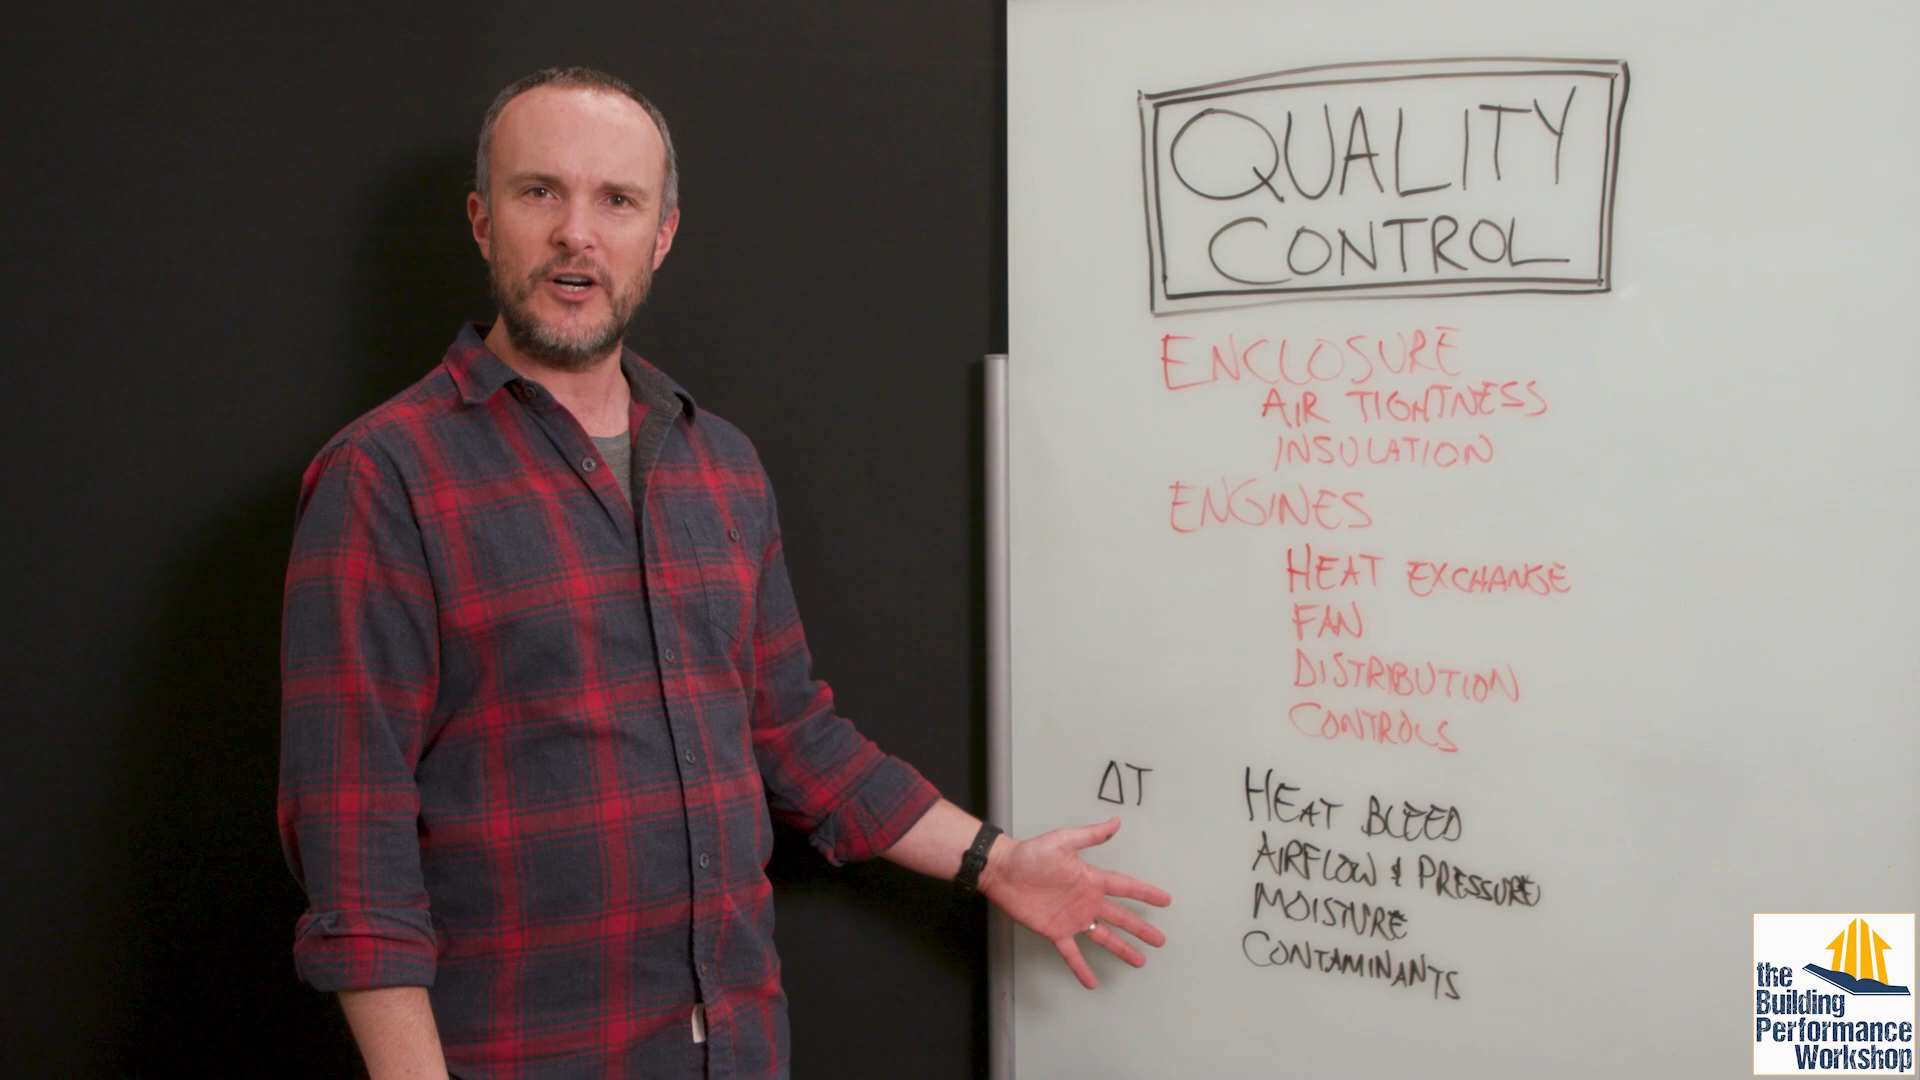 QUALITY
CONTROL
ENCLOSURE
AIR TIGHTNESS
INSULATION
ENGINES
HEAT EXCHANGE
FAN
DISTRIBUTION
CONTROLS
ΔT HEAT BLEED
AIRFLOW & PRESSURE
MOISTURE
CONTAMINANTS
the
Building
Performance
Workshop